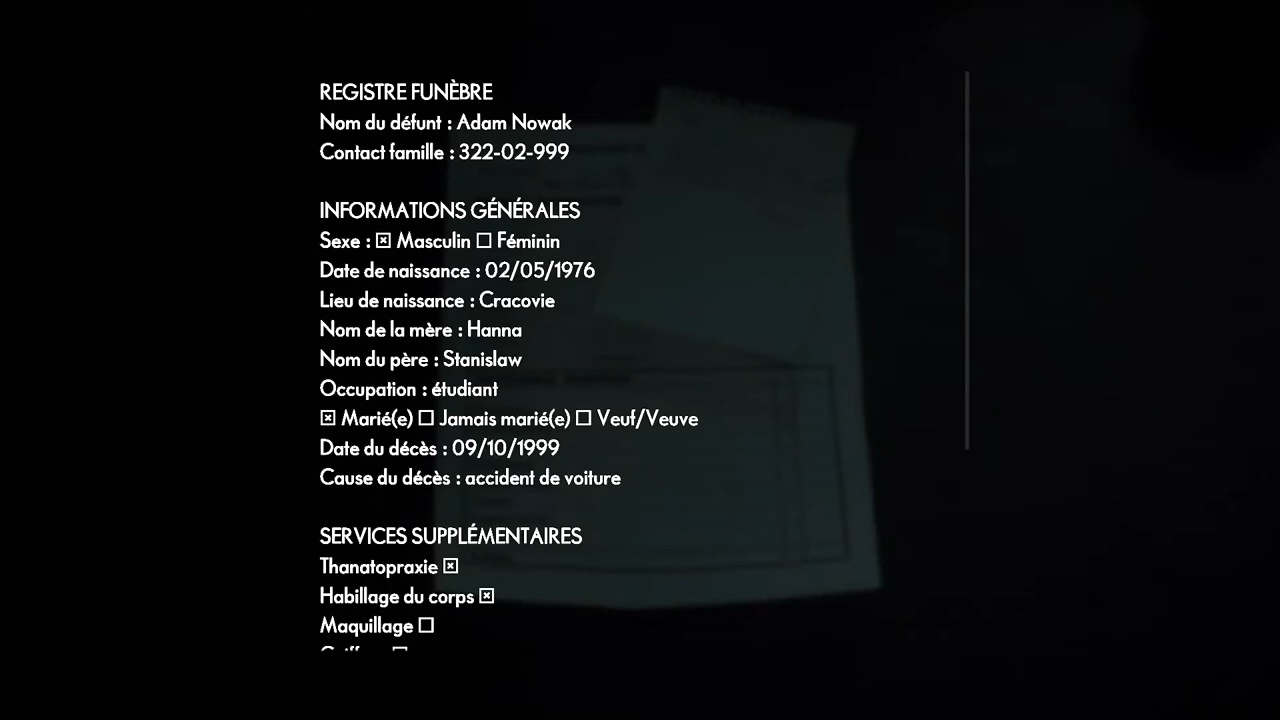 REGISTRE FUNÈBRE
Nom du défunt : Adam Nowak
Contact famille : 322-02-999
INFORMATIONS GÉNÉRALES
Sexe : ☒ Masculin ☐ Féminin
Date de naissance : 02/05/1976
Lieu de naissance : Cracovie
Nom de la mère : Hanna
Nom du père : Stanislaw
Occupation : étudiant
☒ Marié(e) ☐ Jamais marié(e) ☐ Veuf/Veuve
Date du décès : 09/10/1999
Cause du décès : accident de voiture
SERVICES SUPPLÉMENTAIRES
Thanatopraxie ☒
Habillage du corps ☒
Maquillage ☐